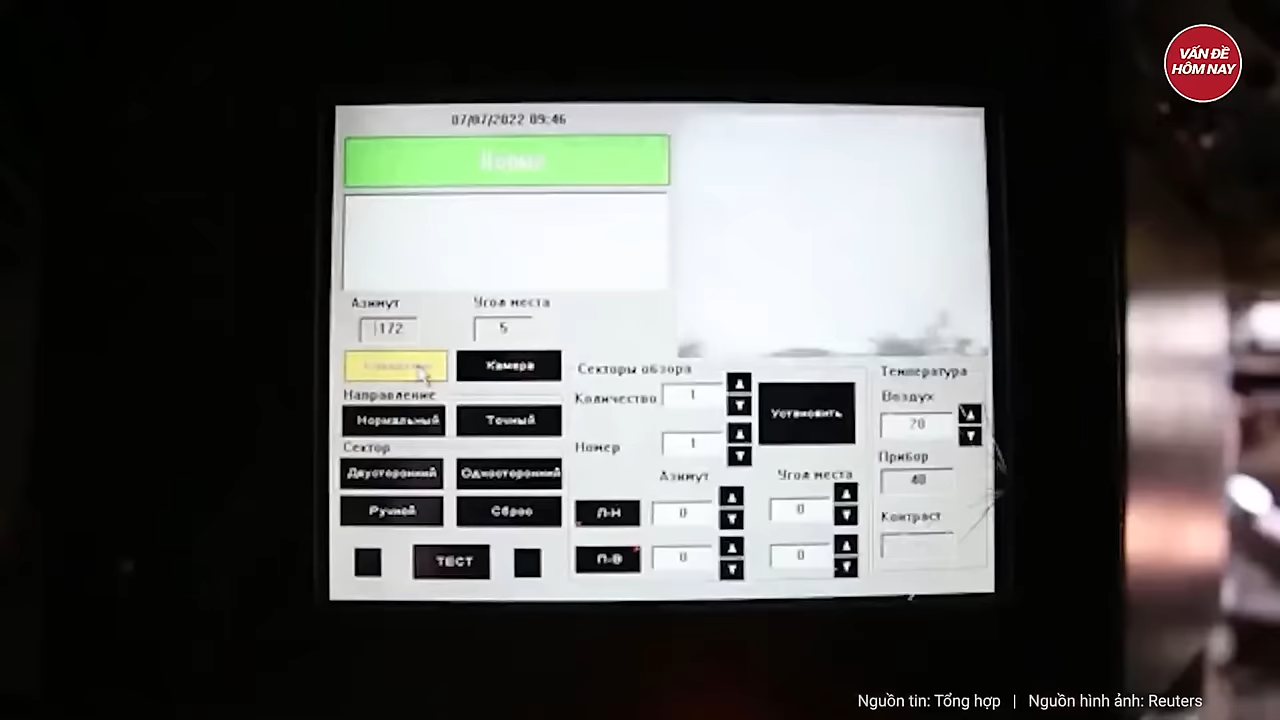 VẤN ĐỀ
HÔM NAY
07/07/2022 09:46
Норма
Азимут
Угол места
172
5
Камера
Направление
Нормальный
Точный
Сектор
Двусторонний
Односторонний
Ручной
Сброс
ТЕСТ
Секторы обзора
Количество
1
Установить
Номер
1
Азимут
Угол места
Л-Н
0
0
П-В
0
0
Температура
Воздух
20
Прибор
40
Контраст
Nguồn tin: Tổng hợp | Nguồn hình ảnh: Reuters